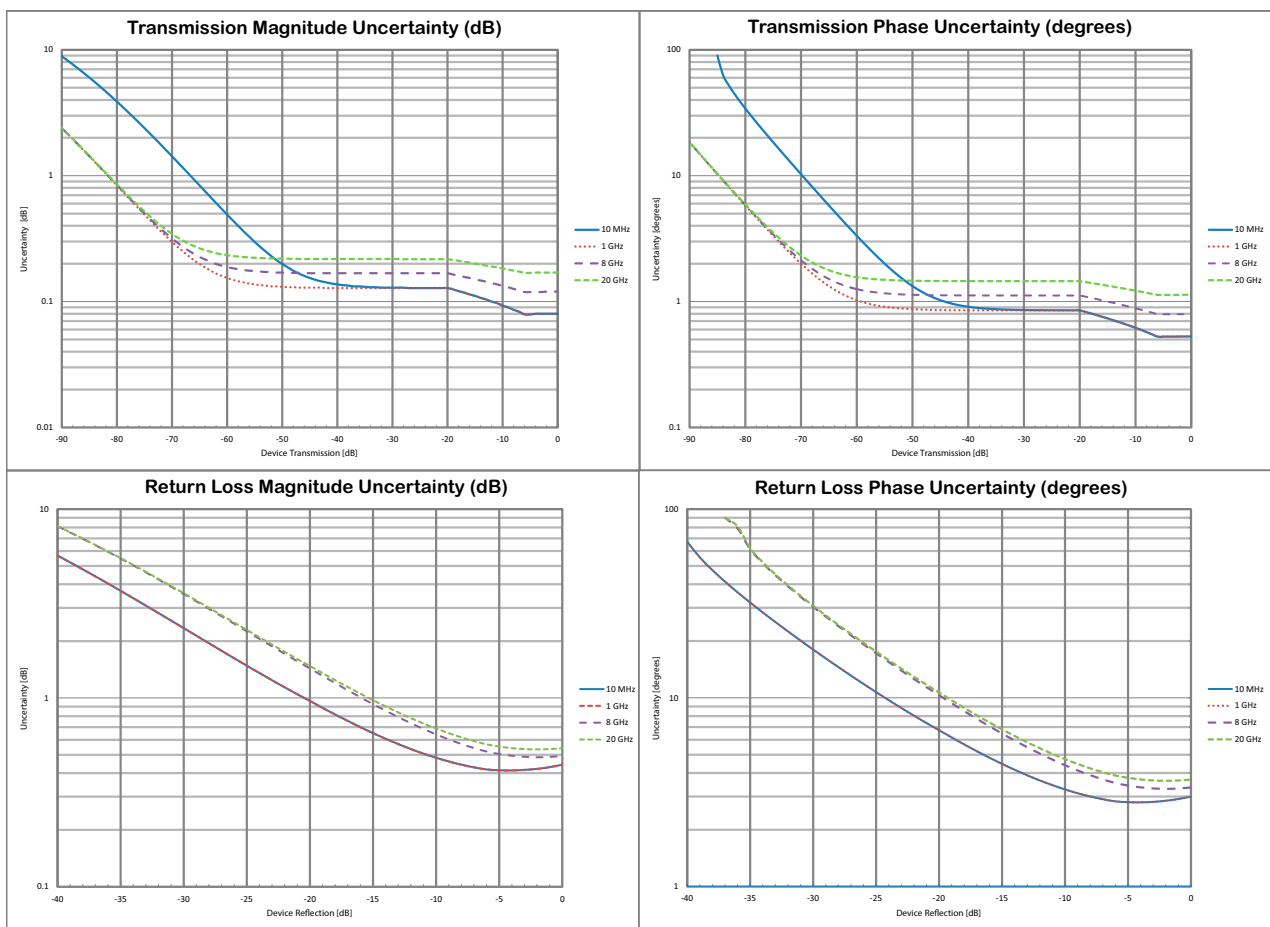 Transmission Magnitude Uncertainty (dB)
10
1
0.1
0.01
Uncertainty [dB]
-90 -80 -70 -60 -50 -40 -30 -20 -10 0
Device Transmission [dB]
10 MHz
1 GHz
8 GHz
20 GHz
Transmission Phase Uncertainty (degrees)
100
10
1
0.1
Uncertainty [degrees]
-90 -80 -70 -60 -50 -40 -30 -20 -10 0
Device Transmission [dB]
10 MHz
1 GHz
8 GHz
20 GHz
Return Loss Magnitude Uncertainty (dB)
10
1
0.1
Uncertainty [dB]
-40 -35 -30 -25 -20 -15 -10 -5 0
Device Reflection [dB]
10 MHz
1 GHz
8 GHz
20 GHz
Return Loss Phase Uncertainty (degrees)
100
10
1
Uncertainty [degrees]
-40 -35 -30 -25 -20 -15 -10 -5 0
Device Reflection [dB]
10 MHz
1 GHz
8 GHz
20 GHz